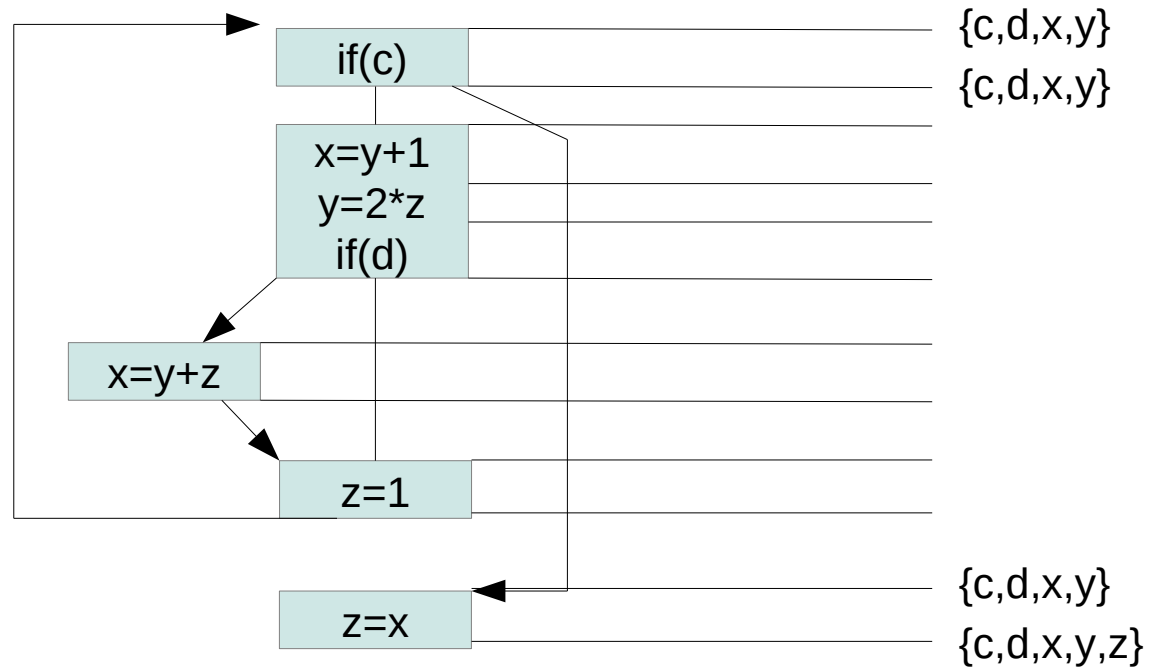 if(c)
{c,d,x,y}
{c,d,x,y}
x=y+1
y=2*z
if(d)
x=y+z
z=1
{c,d,x,y}
z=x
{c,d,x,y,z}